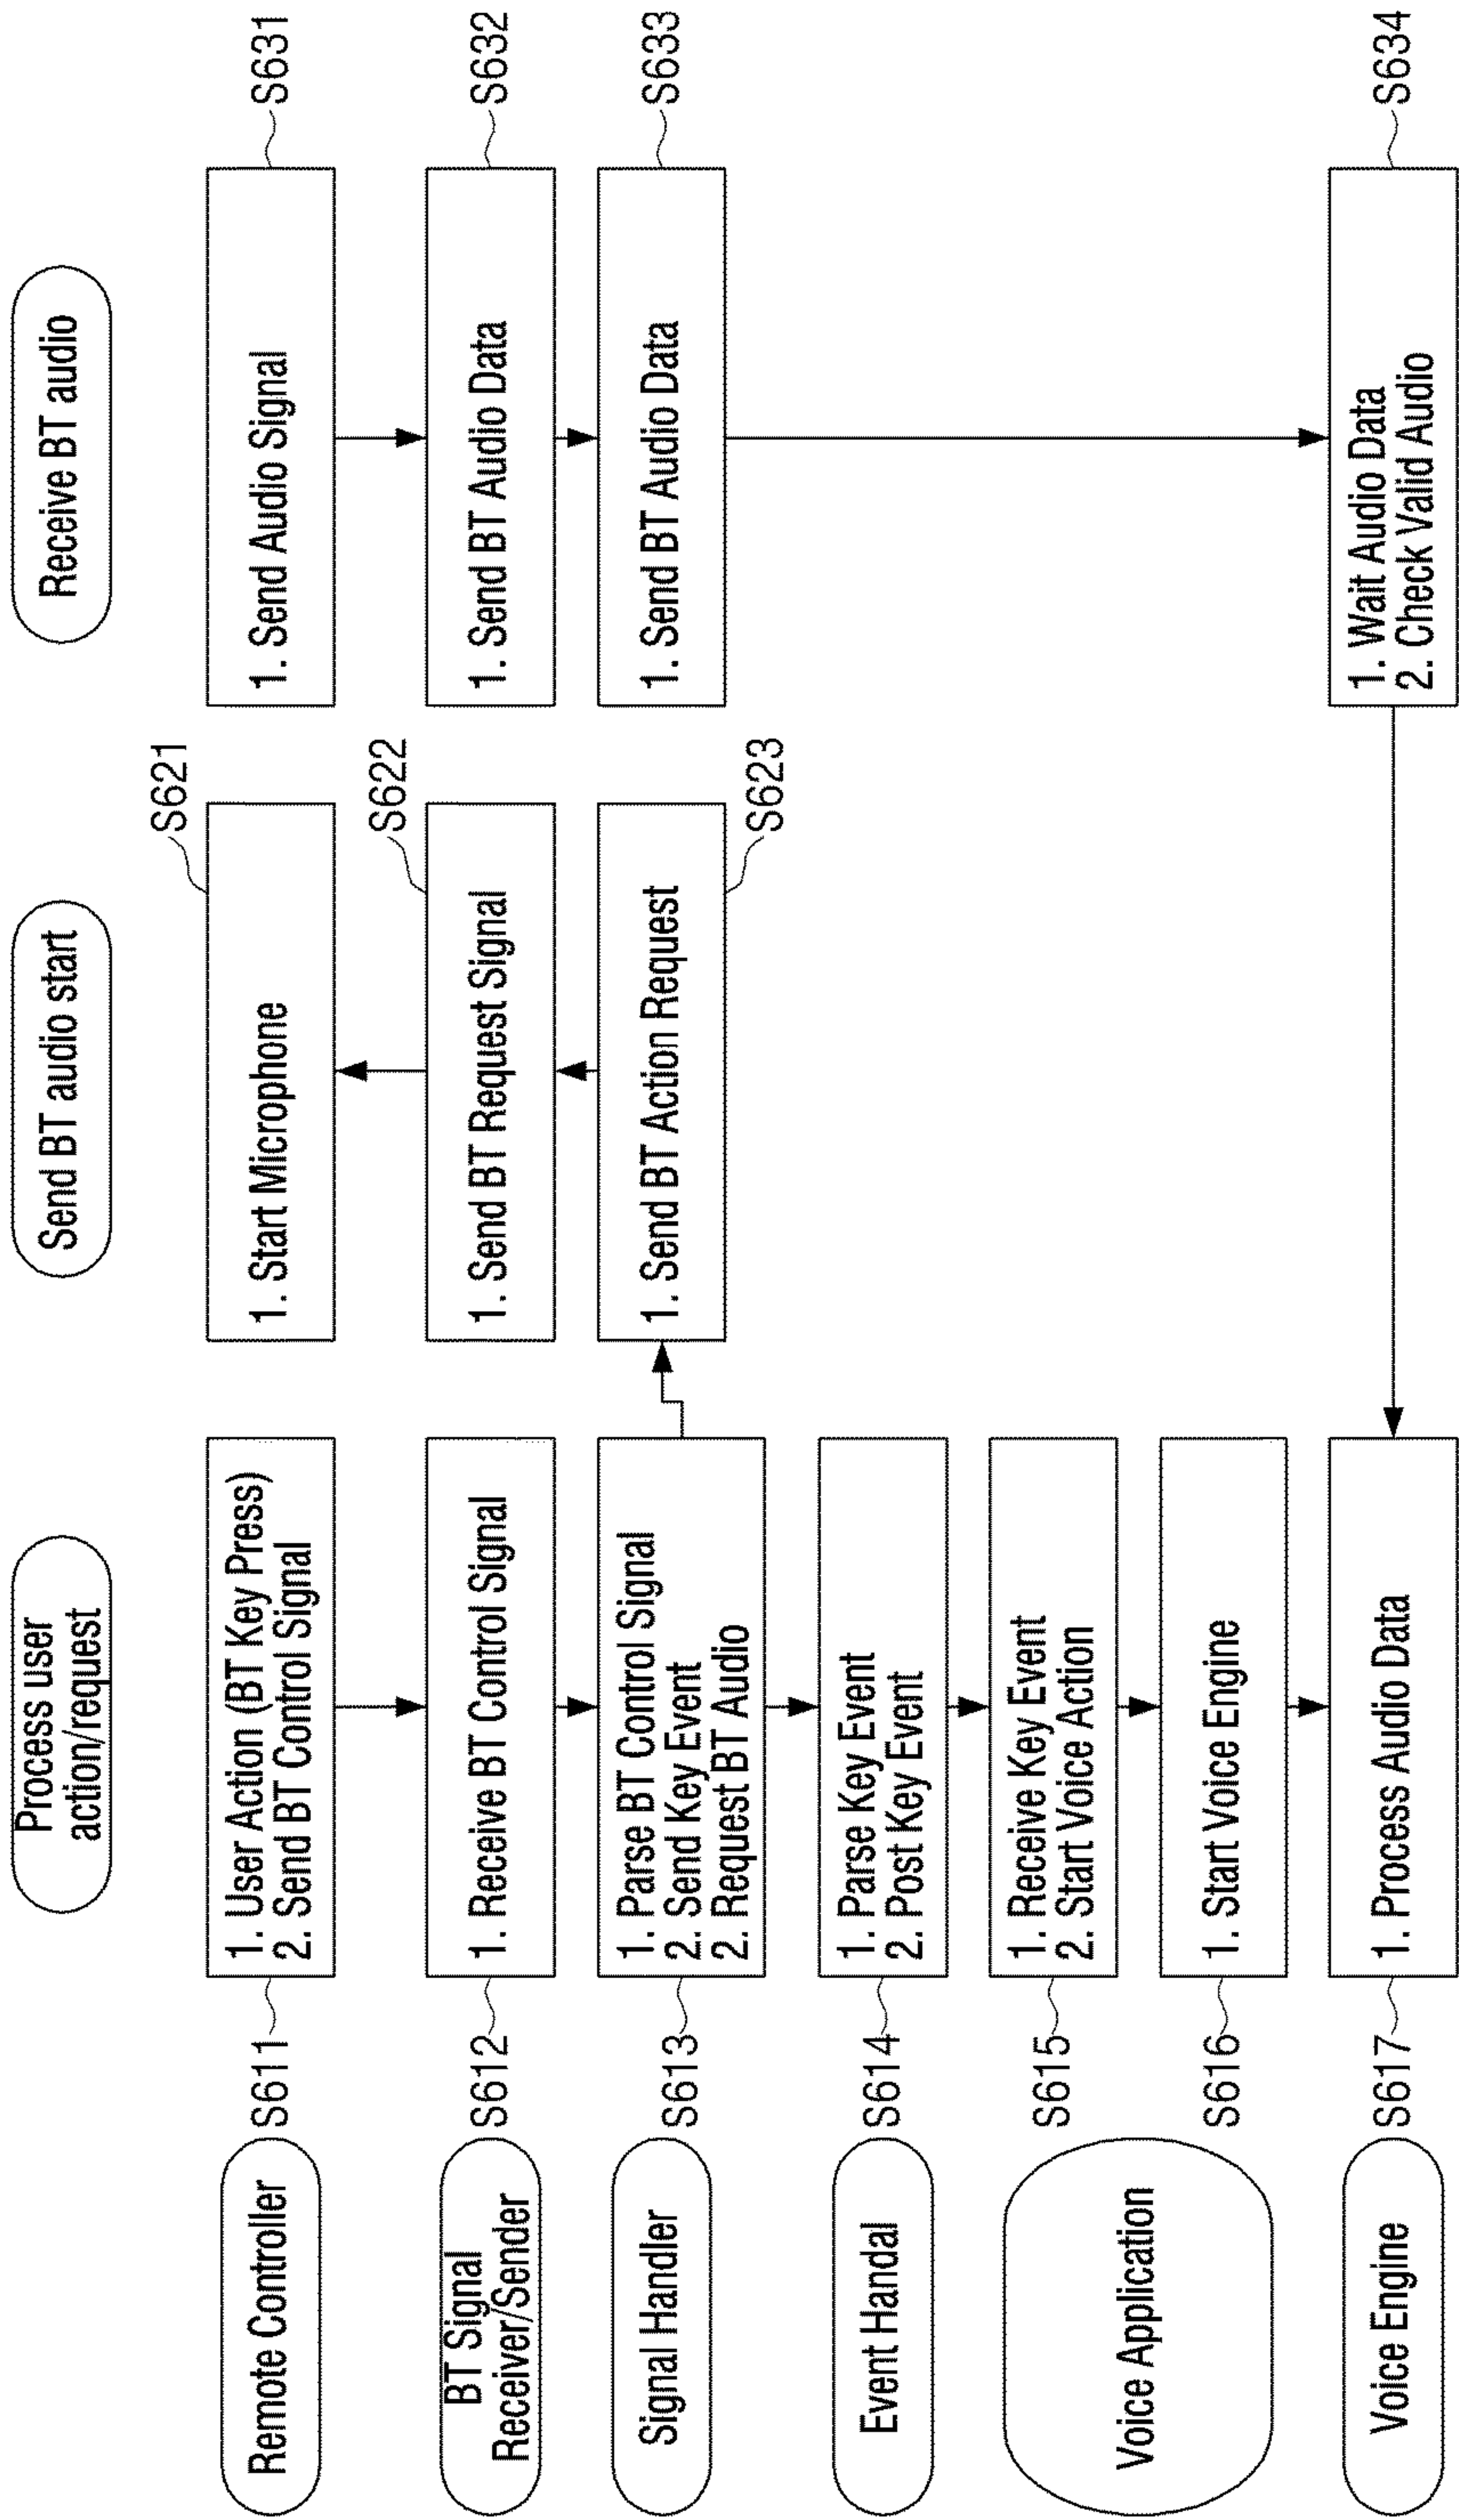 Process user
action/request
Send BT audio start
Receive BT audio
Remote Controller
S611
1. User Action (BT Key Press)
2. Send BT Control Signal
S621
1. Start Microphone
1. Send Audio Signal
S631
BT Signal
Receiver/Sender
S612
1. Receive BT Control Signal
S622
1. Send BT Request Signal
1. Send BT Audio Data
S632
Signal Handler
S613
1. Parse BT Control Signal
2. Send Key Event
2. Request BT Audio
1. Send BT Action Request
S623
1. Send BT Audio Data
S633
Event Handal
S614
1. Parse Key Event
2. Post Key Event
Voice Application
S615
1. Receive Key Event
2. Start Voice Action
S616
1. Start Voice Engine
Voice Engine
S617
1. Process Audio Data
1. Wait Audio Data
2. Check Valid Audio
S634